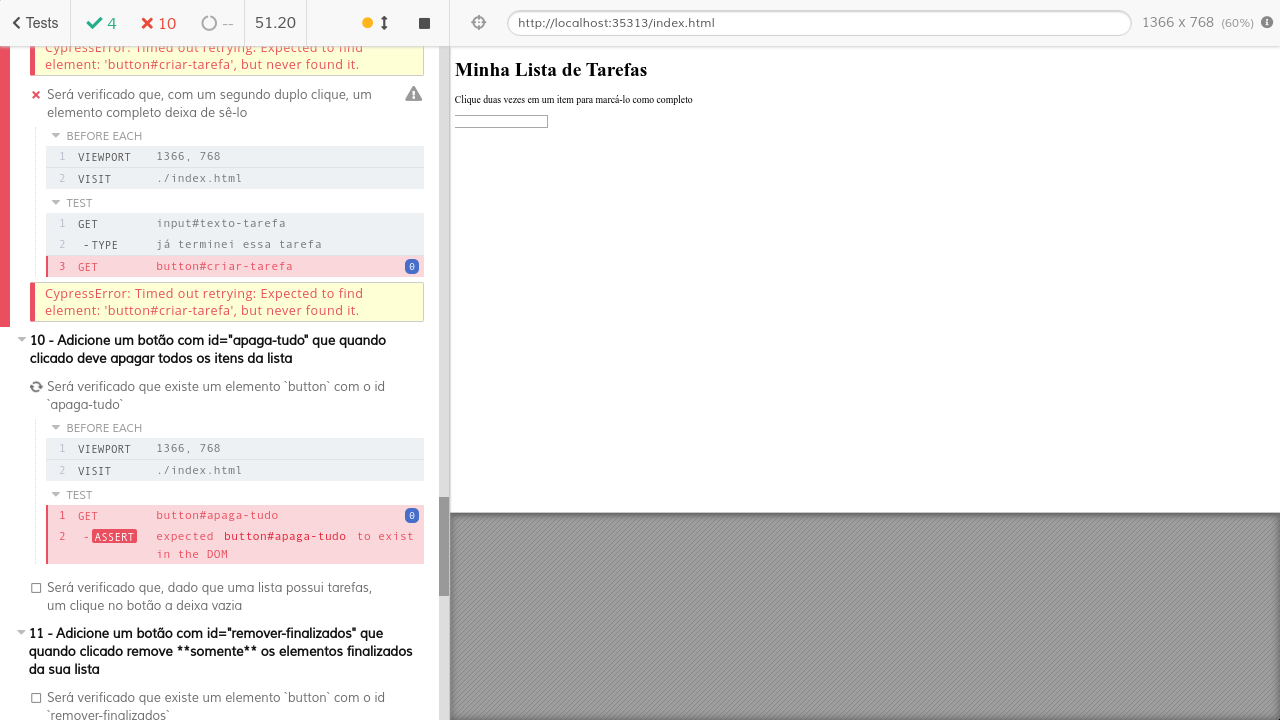 Tests
4
10
--
51.20
http://localhost:35313/index.html
1366 x 768 (60%)
CypressError: Timed out retrying: Expected to find
element: 'button#criar-tarefa', but never found it.
Será verificado que, com um segundo duplo clique, um
elemento completo deixa de sê-lo
BEFORE EACH
1 VIEWPORT 1366, 768
2 VISIT ./index.html
TEST
1 GET input#texto-tarefa
2 -TYPE já terminei essa tarefa
3 GET button#criar-tarefa 0
CypressError: Timed out retrying: Expected to find
element: 'button#criar-tarefa', but never found it.
10 - Adicione um botão com id="apaga-tudo" que quando
clicado deve apagar todos os itens da lista
Será verificado que existe um elemento `button` com o id
`apaga-tudo`
BEFORE EACH
1 VIEWPORT 1366, 768
2 VISIT ./index.html
TEST
1 GET button#apaga-tudo 0
2 -ASSERT expected button#apaga-tudo to exist
in the DOM
Será verificado que, dado que uma lista possui tarefas,
um clique no botão a deixa vazia
11 - Adicione um botão com id="remover-finalizados" que
quando clicado remove **somente** os elementos finalizados
da sua lista
Será verificado que existe um elemento `button` com o id
`remover-finalizados`
Minha Lista de Tarefas
Clique duas vezes em um item para marcá-lo como completo